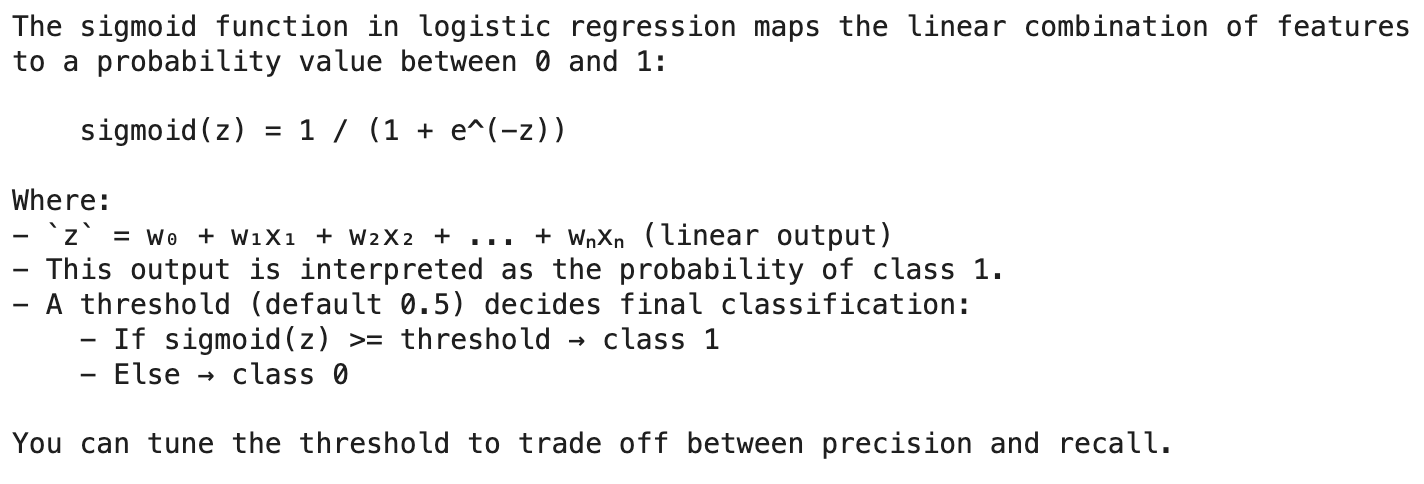 The sigmoid function in logistic regression maps the linear combination of features
to a probability value between 0 and 1:
sigmoid(z) = 1 / (1 + e^(-z))
Where:
- `z` = w₀ + w₁x₁ + w₂x₂ + ... + wₙxₙ (linear output)
- This output is interpreted as the probability of class 1.
- A threshold (default 0.5) decides final classification:
- If sigmoid(z) >= threshold → class 1
- Else → class 0
You can tune the threshold to trade off between precision and recall.